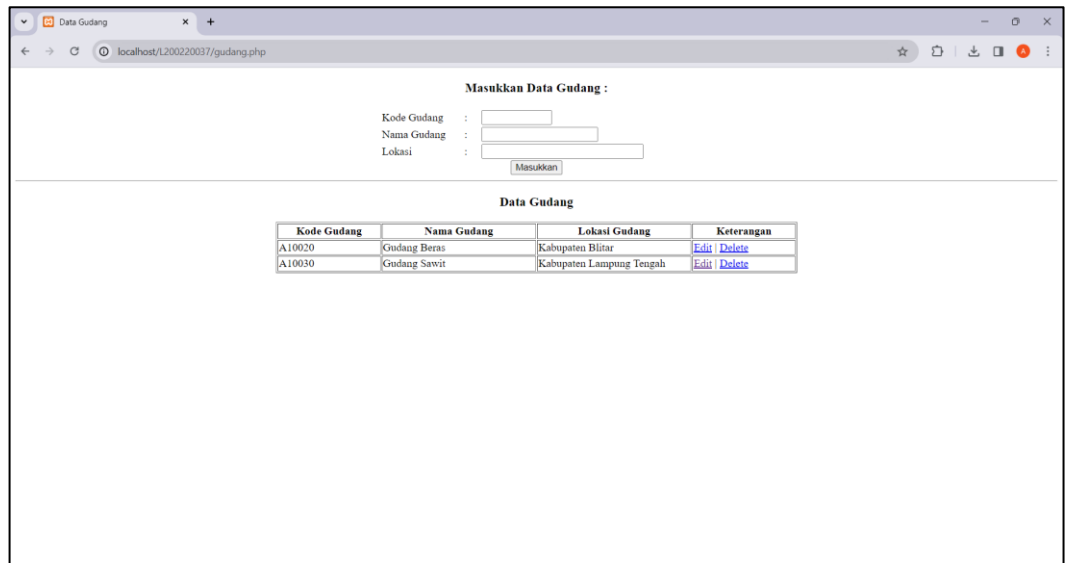 Data Gudang
localhost/L200220037/gudang.php
A
Masukkan Data Gudang :
Kode Gudang :
Nama Gudang :
Lokasi :
Masukkan
Data Gudang
Kode Gudang Nama Gudang Lokasi Gudang Keterangan
A10020 Gudang Beras Kabupaten Blitar Edit | Delete
A10030 Gudang Sawit Kabupaten Lampung Tengah Edit | Delete